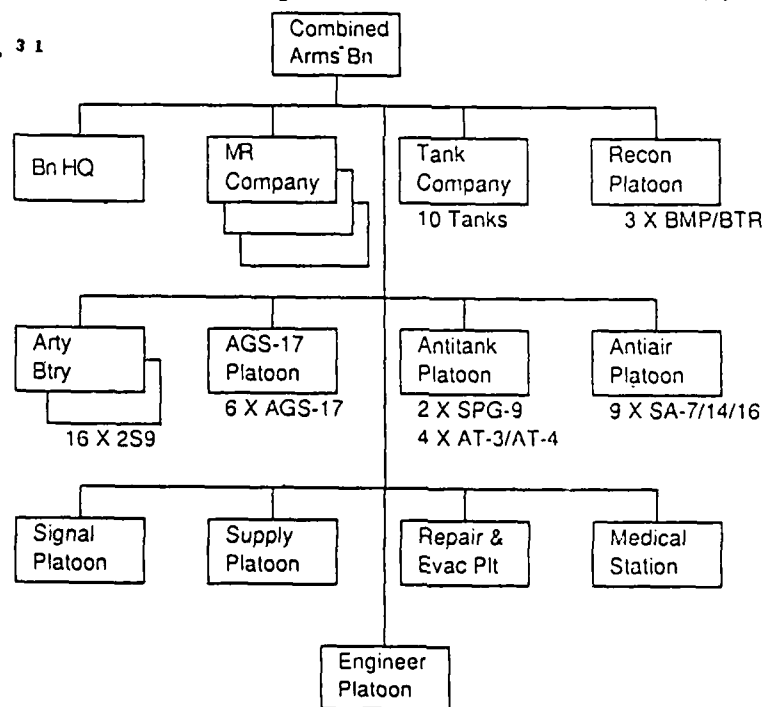 Combined
Arms Bn
31
Bn HQ
MR
Company
Tank
Company
10 Tanks
Recon
Platoon
3 X BMP/BTR
Arty
Btry
16 X 2S9
AGS-17
Platoon
6 X AGS-17
Antitank
Platoon
2 X SPG-9
4 X AT-3/AT-4
Antiair
Platoon
9 X SA-7/14/16
Signal
Platoon
Supply
Platoon
Repair &
Evac Plt
Medical
Station
Engineer
Platoon